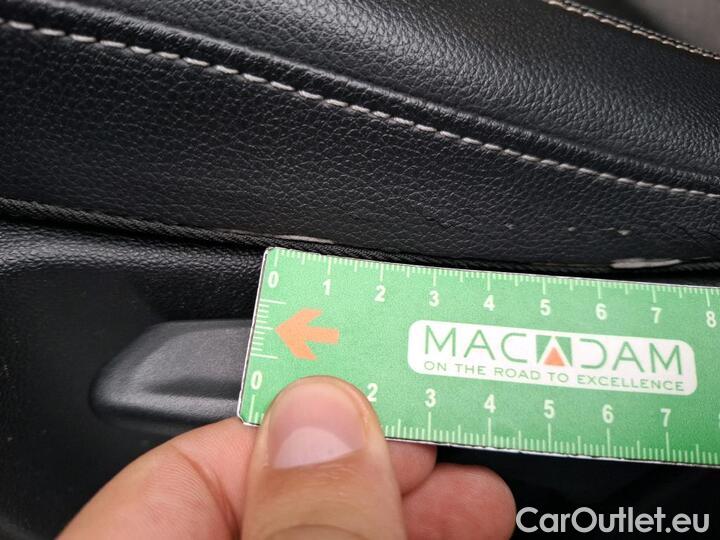 0 1 2 3 4 5 6 7 8
MACADAM
ON THE ROAD TO EXCELLENCE
0 2 3 4 5 6 7
CarOutlet.eu